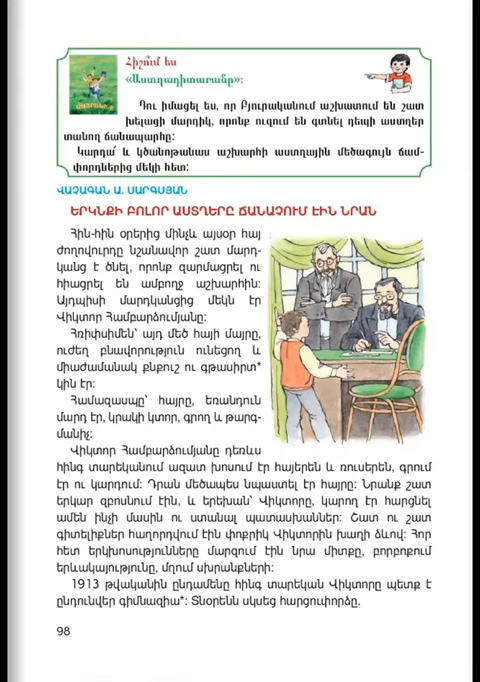 Հիշո՞ւմ ես
«Աստղադիտարանը»:
Դու իմացել ես, որ Բյուրականում աշխատում են շատ
խելացի մարդիկ, որոնք ուզում են գտնել դեպի աստղեր
տանող ճանապարհը:
Կարդա՛ և կծանոթանաս աշխարհի աստղային մեծագույն ճամ-
փորդներից մեկի հետ:
ՎԱՉԱԳԱՆ Ա. ՍԱՐԳՍՅԱՆ
ԵՐԿՆՔԻ ԲՈԼՈՐ ԱՍՏՂԵՐԸ ՃԱՆԱՉՈՒՄ ԷԻՆ ՆՐԱՆ
Հին-հին օրերից մինչև այսօր հայ
ժողովուրդը նշանավոր շատ մարդ-
կանց է ծնել, որոնք զարմացրել ու
հիացրել են ամբողջ աշխարհին:
Այդպիսի մարդկանցից մեկն էր
Վիկտոր Համբարձումյանը:
Հռիփսիմեն՝ այդ մեծ հայի մայրը,
ուժեղ բնավորություն ունեցող և
միաժամանակ քնքուշ ու գթասիրտ*
կին էր:
Համազասպը՝ հայրը, եռանդուն
մարդ էր, կրակի կտոր, գրող և թարգ-
մանիչ:
Վիկտոր Համբարձումյանը դեռևս
հինգ տարեկանում ազատ խոսում էր հայերեն և ռուսերեն, գրում
էր ու կարդում: Դրան մեծապես նպաստել էր հայրը: Նրանք շատ
երկար զբոսնում էին, և երեխան՝ Վիկտորը, կարող էր հարցնել
ամեն ինչի մասին ու ստանալ պատասխաններ: Շատ ու շատ
գիտելիքներ հաղորդվում էին փոքրիկ Վիկտորին խաղի ձևով: Հոր
հետ երկխոսությունները մարզում էին նրա միտքը, բորբոքում
երևակայությունը, մղում սխրանքների:
1913 թվականին ընդամենը հինգ տարեկան Վիկտորը պետք է
ընդունվեր գիմնազիա*: Տնօրենն սկսեց հարցուփորձը.
98